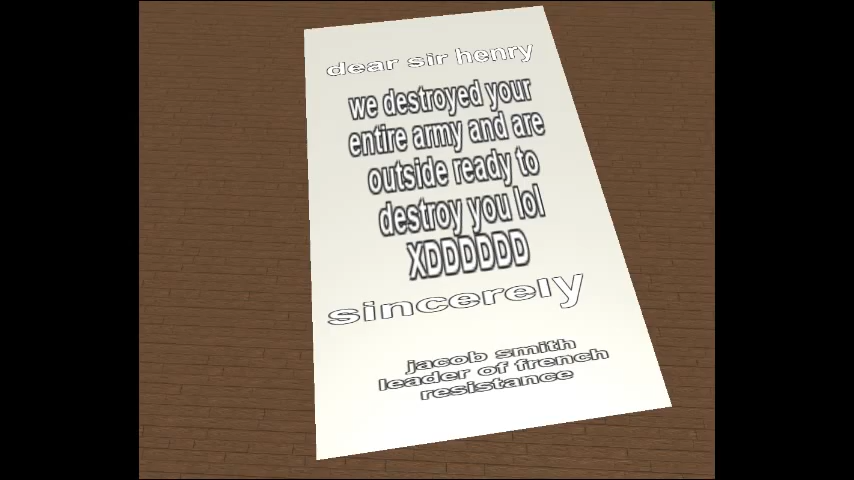 dear sir henry
we destroyed your
entire army and are
outside ready to
destroy you lol
XDDDDDD
sincerely
jacob smith
leader of french
resistance